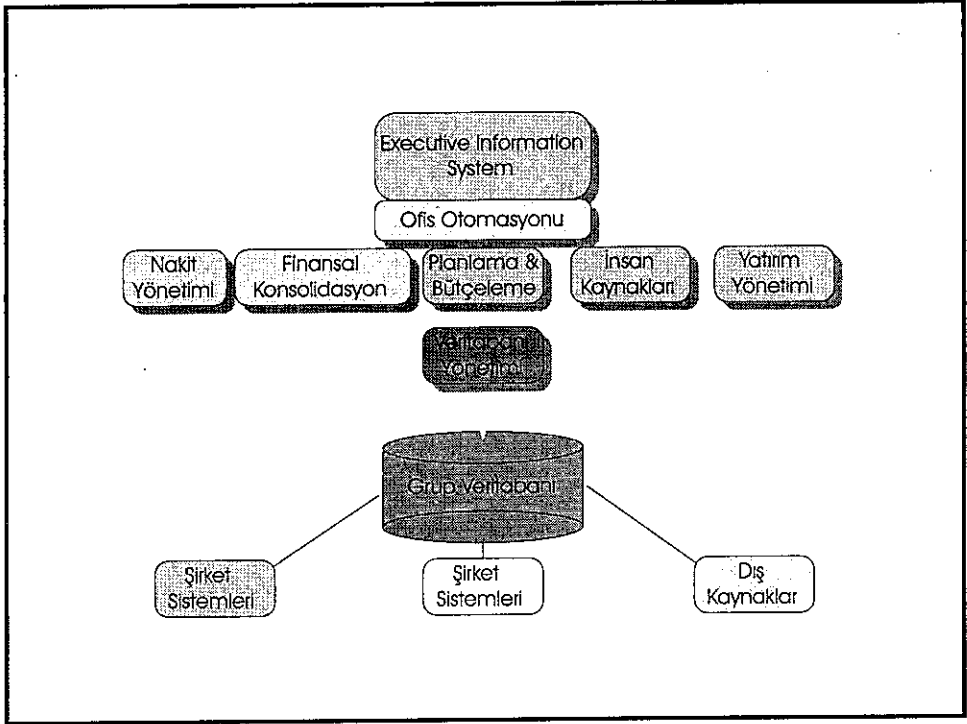 Executive Information
System
Ofis Otomasyonu
Nakit
Yönetimi
Finansal
Konsolidasyon
Planlama &
Bütçeleme
İnsan
Kaynakları
Yatırım
Yönetimi
Veritabanı
Yönetimi
Grup Veritabanı
Şirket
Sistemleri
Şirket
Sistemleri
Dış
Kaynaklar